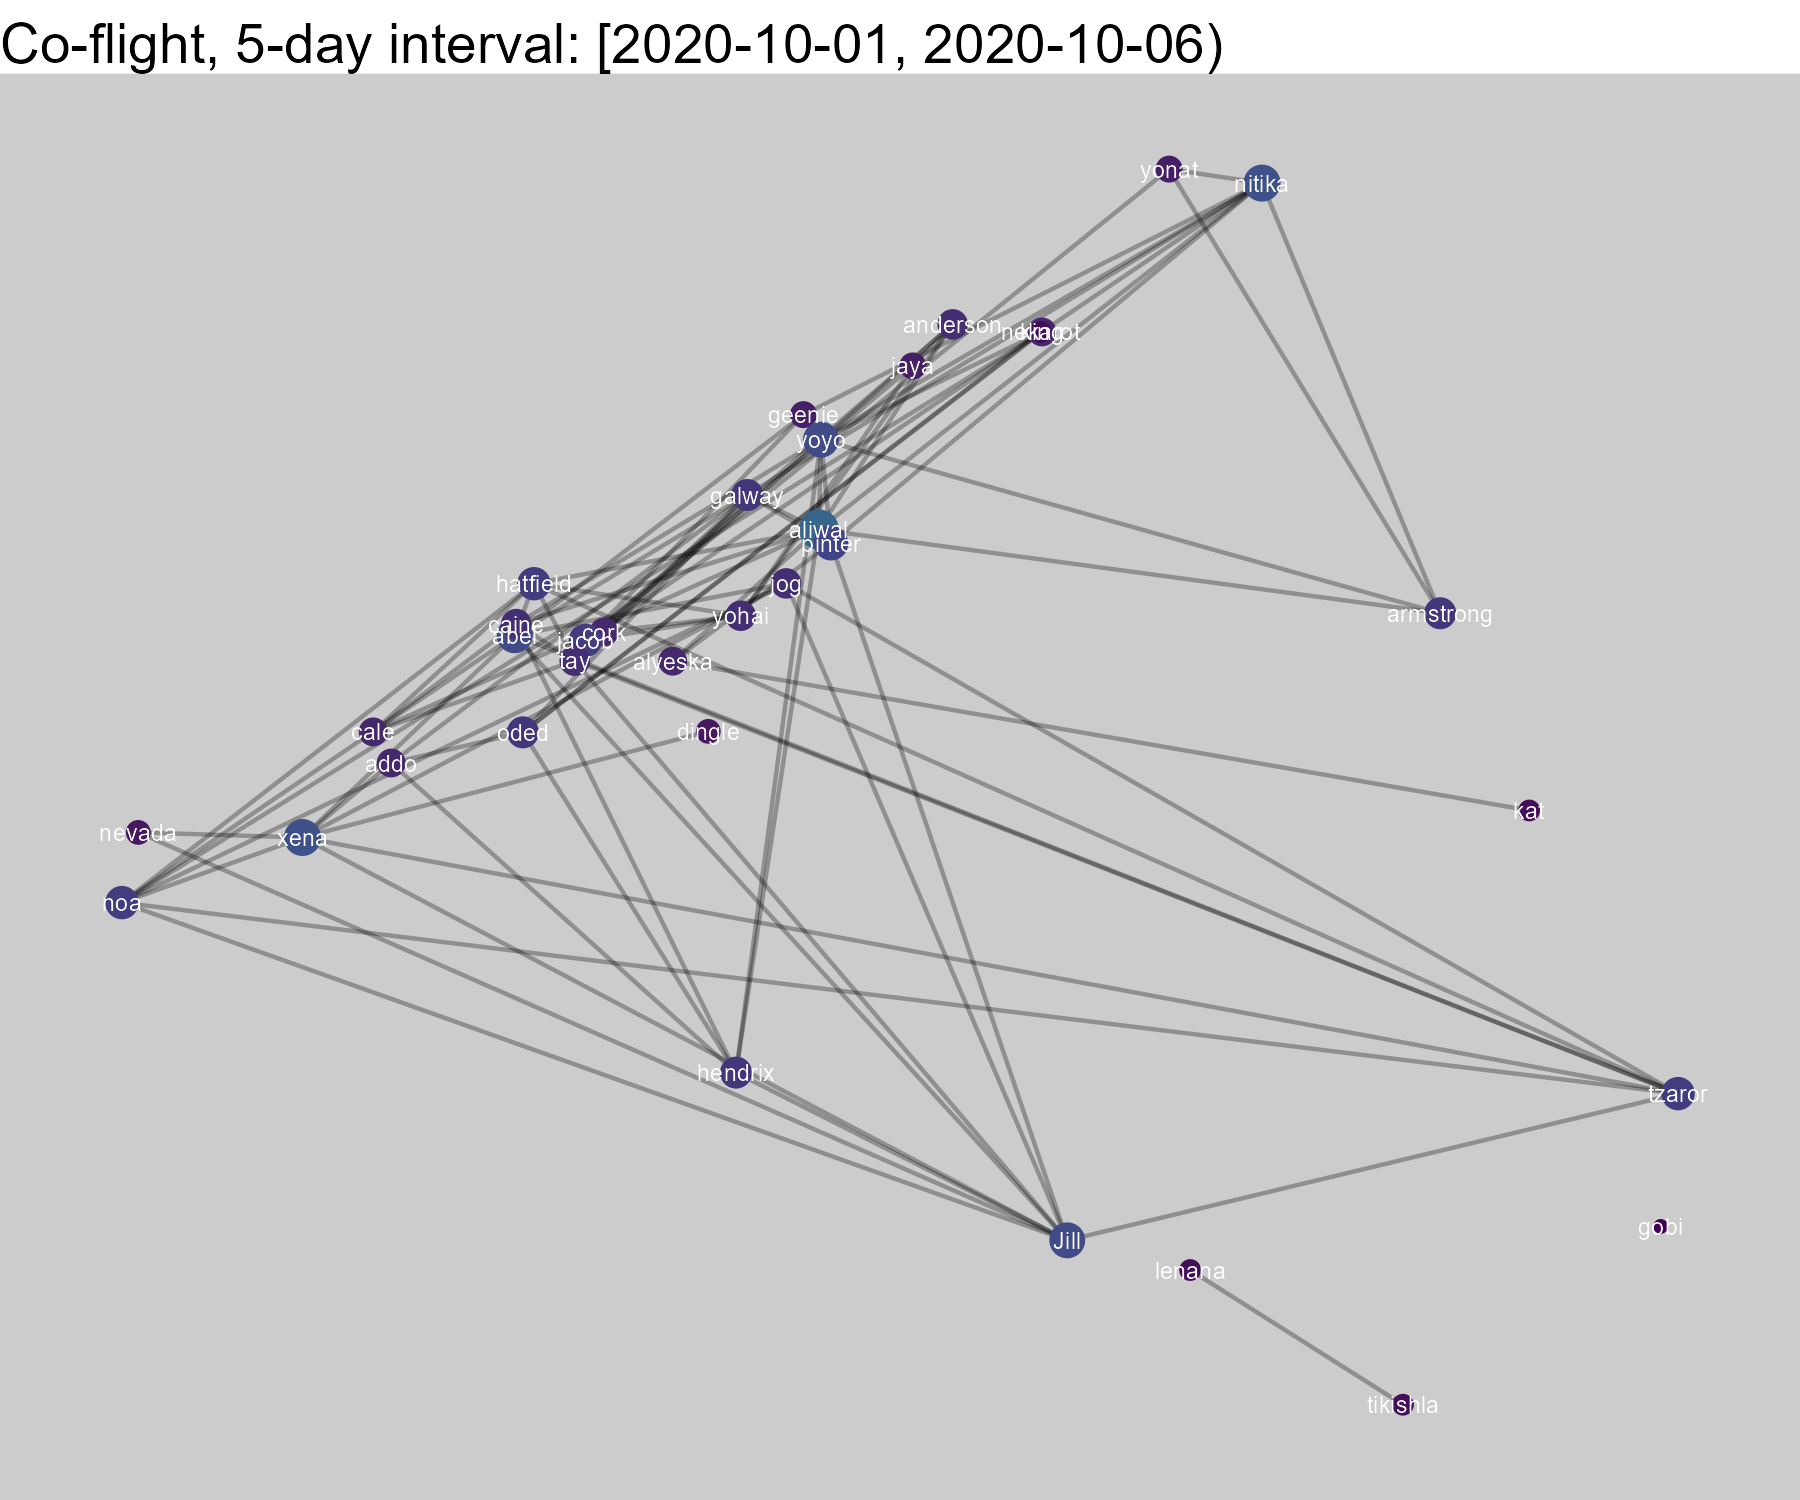 Co-flight, 5-day interval: [2020-10-01, 2020-10-06)
yonat
nitika
anderson
king
jaya
geenie
yoyo
galway
aliwal
pinter
hatfield
jog
armstrong
yohai
caine
abel
jacob
cork
tay
alyeska
cale
oded
dingle
addo
kat
nevada
xena
noa
hendrix
tzaror
gobi
Jill
lenana
tikishla